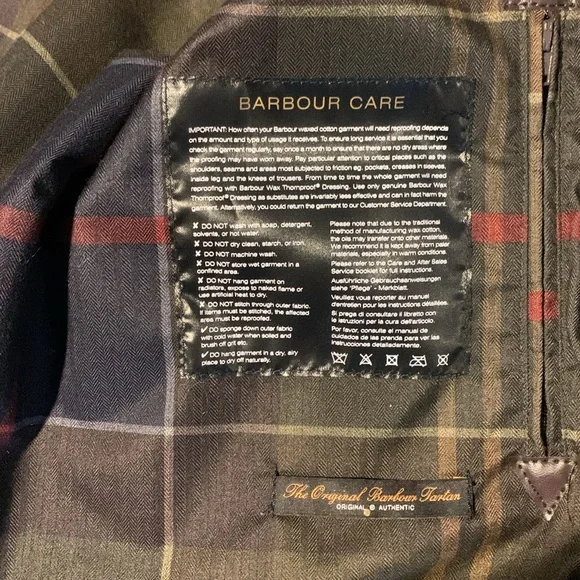 BARBOUR CARE
IMPORTANT: How often your Barbour waxed cotton garment will need reproofing depends
on the amount and type of usage it receives. To ensure long service it is essential that you
check the garment regularly, say once a month to ensure that there are no dry areas where
the proofing may have worn away. Pay particular attention to critical places such as the
shoulders, seams and areas most subjected to friction eg. pockets, creases in sleeves,
inside leg and the knees of trousers. From time to time the whole garment will need
reproofing with Barbour Wax Thornproof® Dressing. Use only genuine Barbour Wax
Thornproof® Dressing as substitutes are invariably less effective and can in fact harm the
garment. Alternatively, you could return the garment to our Customer Service Department.
✘ DO NOT wash with soap, detergent,
solvents, or hot water.
✘ DO NOT dry clean, starch, or iron.
✘ DO NOT machine wash.
✘ DO NOT store wet garment in a
confined area.
✘ DO NOT hang garment on
radiators, expose to naked flame or
use artificial heat to dry.
✘ DO NOT stitch through outer fabric.
If items must be stitched, the affected
area must be reproofed.
✓ DO sponge down outer fabric
with cold water when soiled and
brush off grit etc.
✓ DO hang garment in a dry, airy
place to dry off naturally.
Please note that due to the traditional
method of manufacturing wax cotton,
the oils may transfer onto other materials.
We recommend it is kept away from paler
materials, especially in warm conditions.
Please refer to the Care and After Sales
Service booklet for full instructions.
Ausführliche Gebrauchsanweisungen
siehe "Pflege" - Merkblatt.
Veuillez vous reporter au manuel
d'entretien pour les instructions détaillées.
Si prega di consultare il libretto con
le istruzioni per la cura dell'articolo.
Por favor, consulte el manual de
cuidados de las prenda para ver las
instrucciones detalladamente.
The Original Barbour Tartan
ORIGINAL & AUTHENTIC